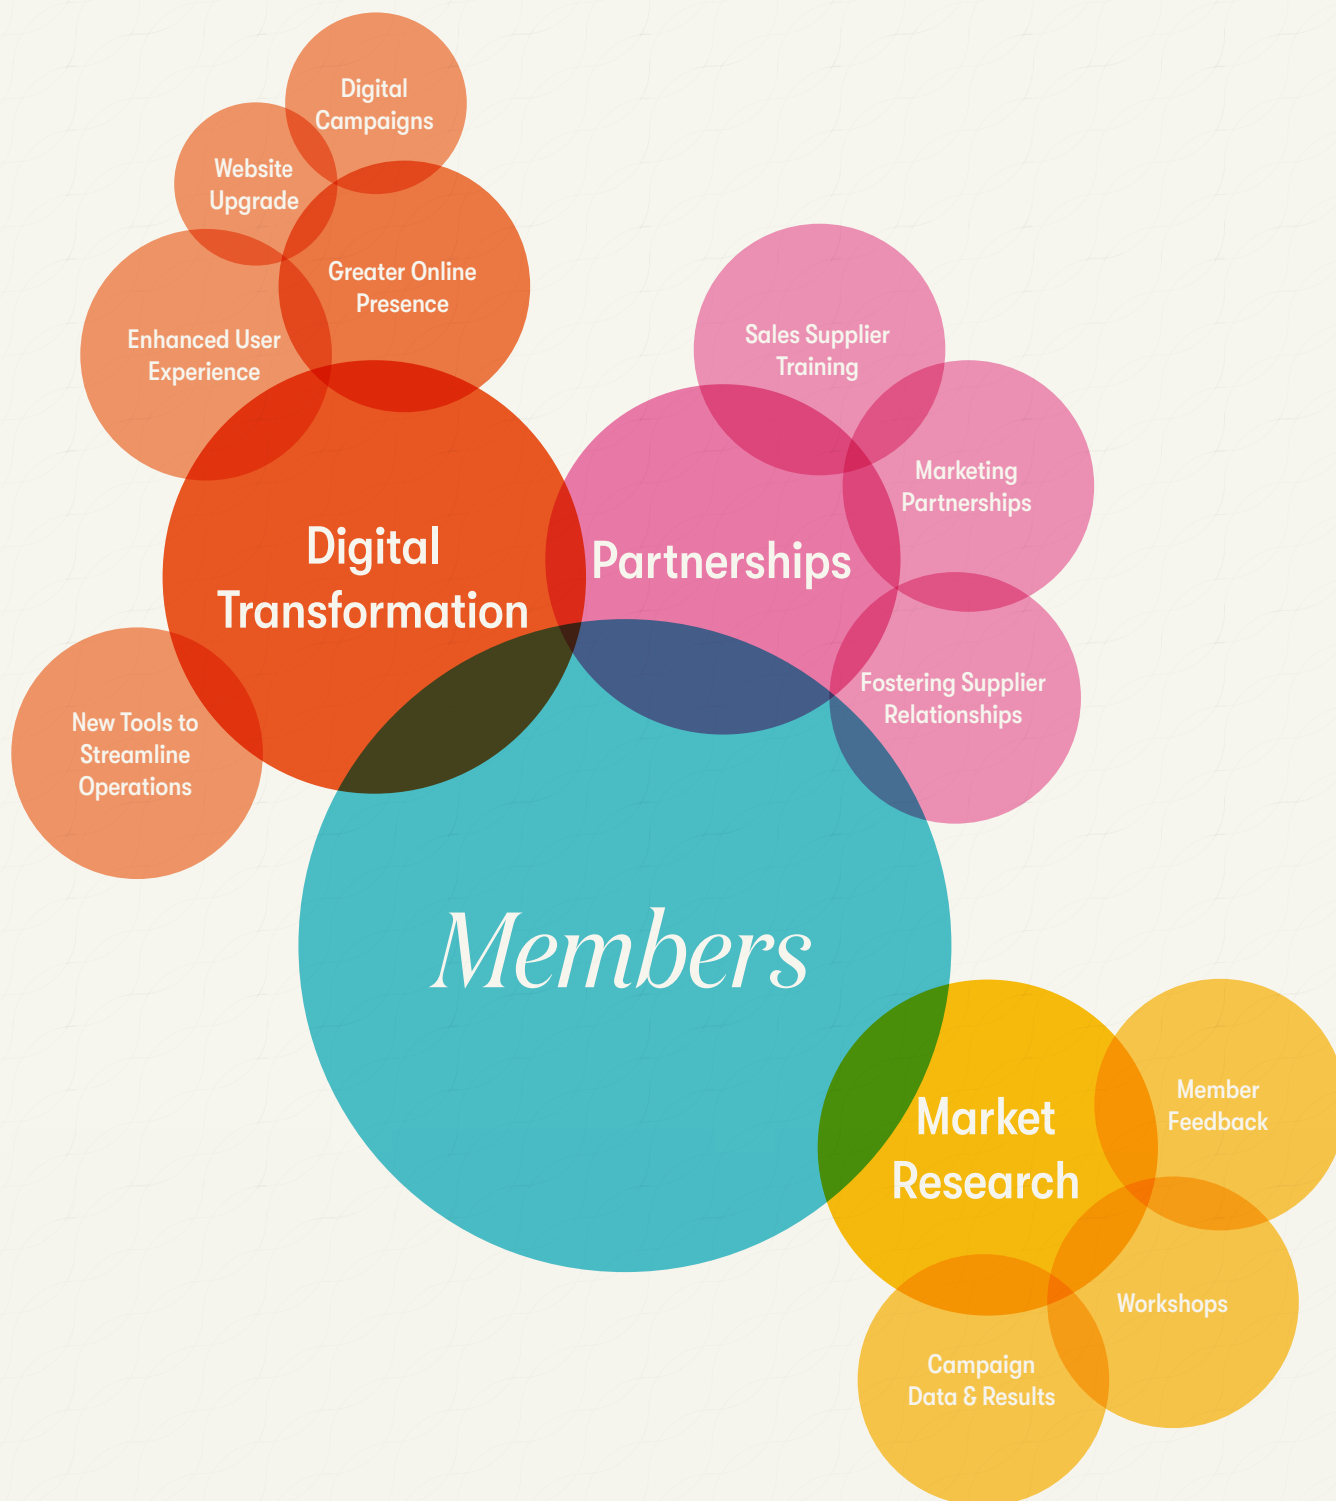 Digital
Campaigns
Website
Upgrade
Greater Online
Presence
Enhanced User
Experience
Sales Supplier
Training
Marketing
Partnerships
Digital
Transformation
Partnerships
Fostering Supplier
Relationships
New Tools to
Streamline
Operations
Members
Member
Feedback
Market
Research
Workshops
Campaign
Data & Results